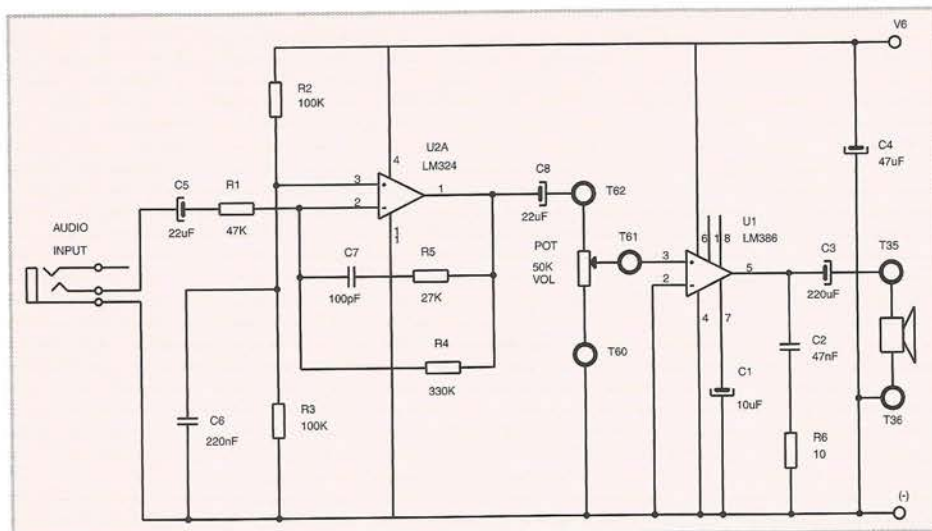 V6
R2
100K
U2A
LM324
4
3
2
1
11
C5
22uF
R1
47K
AUDIO
INPUT
C7
100pF
R5
27K
R4
330K
C8
22uF
T62
POT
50K
VOL
T61
T60
U1
LM386
6
1
8
3
2
5
4
7
C3
220uF
C4
47uF
T35
T36
C2
47nF
C1
10uF
R6
10
C6
220nF
R3
100K
(-)